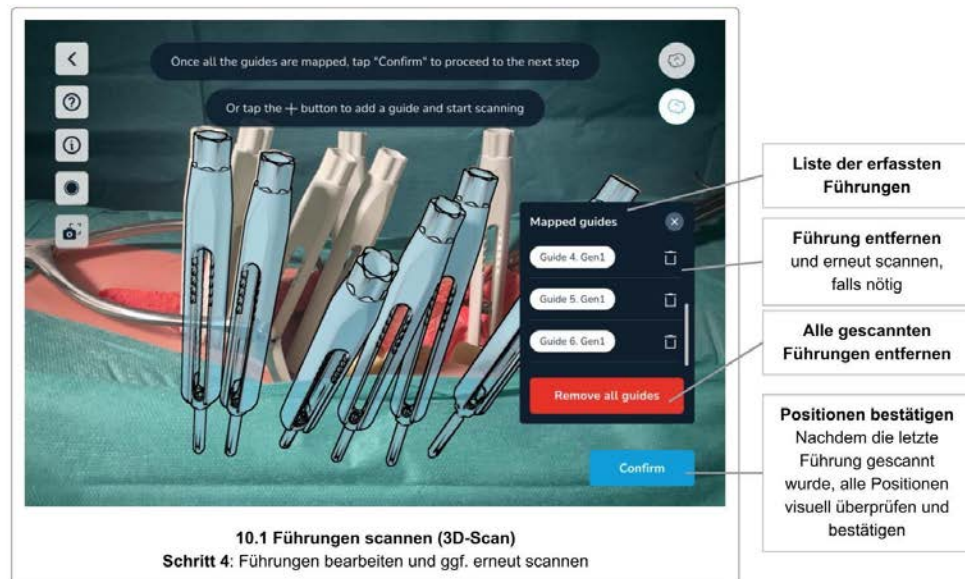 Once all the guides are mapped, tap "Confirm" to proceed to the next step
Or tap the + button to add a guide and start scanning
Mapped guides
Guide 4. Gen1
Guide 5. Gen1
Guide 6. Gen1
Remove all guides
Confirm
Liste der erfassten
Führungen
Führung entfernen
und erneut scannen,
falls nötig
Alle gescannten
Führungen entfernen
Positionen bestätigen
Nachdem die letzte
Führung gescannt
wurde, alle Positionen
visuell überprüfen und
bestätigen
10.1 Führungen scannen (3D-Scan)
Schritt 4: Führungen bearbeiten und ggf. erneut scannen